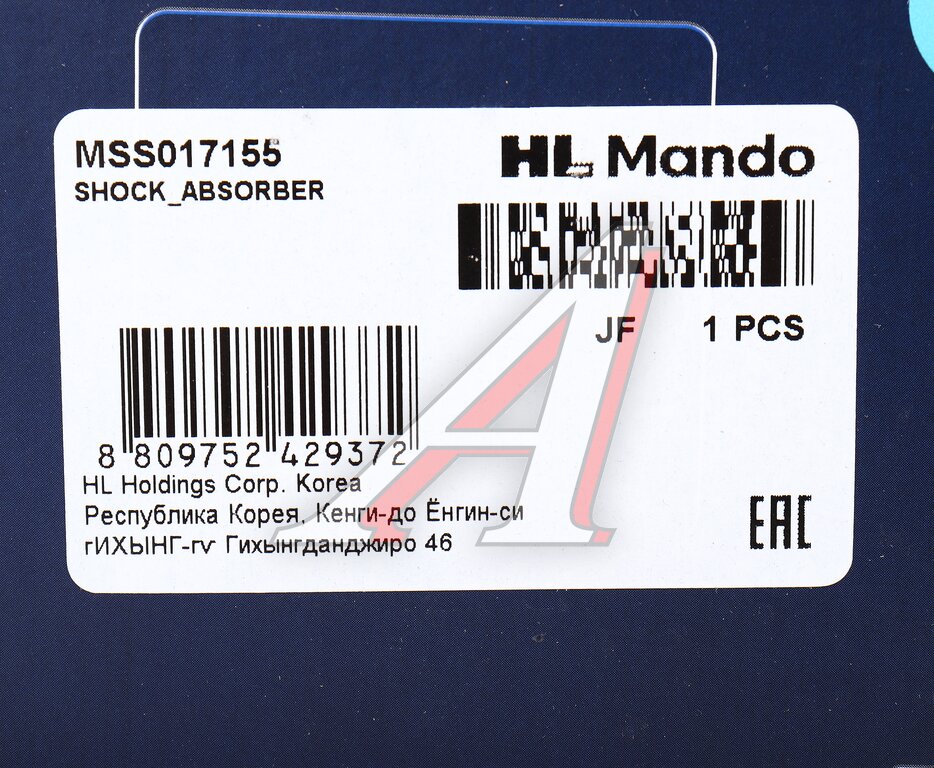 MSS017155
SHOCK_ABSORBER
HL Mando
JF 1 PCS
8 809752 429372
HL Holdings Corp. Korea
Республика Корея, Кенги-до Ёнгин-си
гИХЫНГ-гу Гихынгданджиро 46
EAC